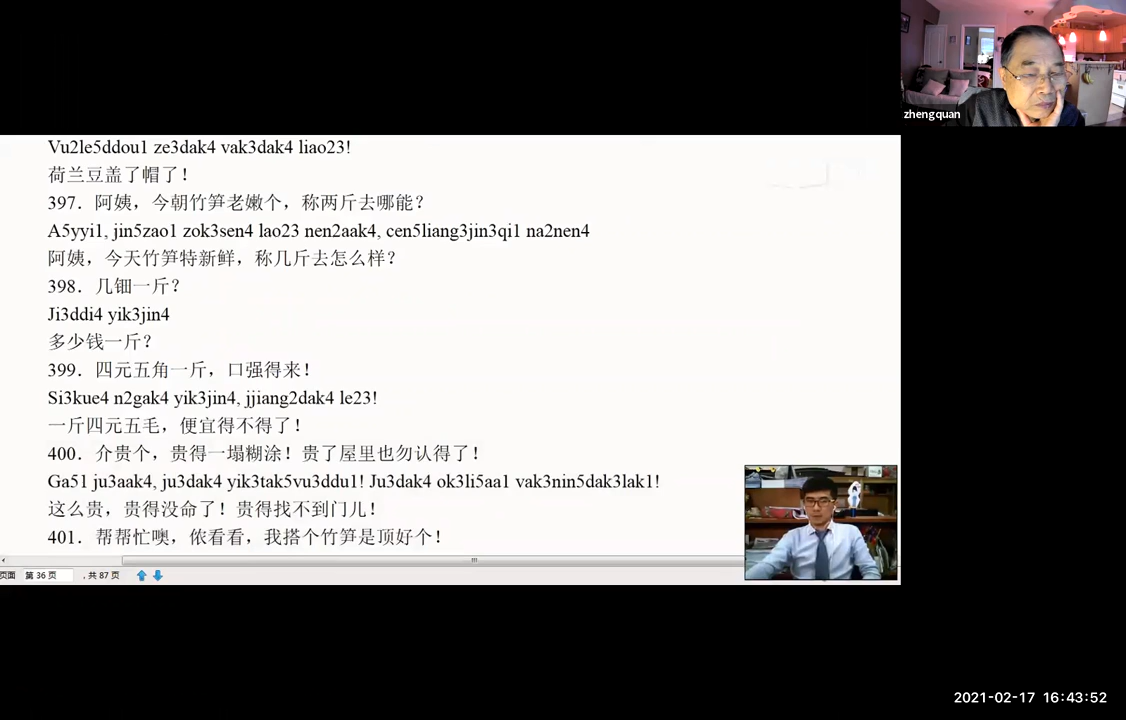 zhengquan
Vu2le5ddou1 ze3dak4 vak3dak4 liao23!
荷兰豆盖了帽了！
397．阿姨，今朝竹笋老嫩个，称两斤去哪能？
A5yyi1, jin5zao1 zok3sen4 lao23 nen2aak4, cen5liang3jin3qi1 na2nen4
阿姨，今天竹笋特新鲜，称几斤去怎么样？
398．几钿一斤？
Ji3ddi4 yik3jin4
多少钱一斤？
399．四元五角一斤，口强得来！
Si3kue4 n2gak4 yik3jin4, jjiang2dak4 le23!
一斤四元五毛，便宜得不得了！
400．介贵个，贵得一塌糊涂！贵了屋里也勿认得了！
Ga51 ju3aak4, ju3dak4 yik3tak5vu3ddu1! Ju3dak4 ok3li5aa1 vak3nin5dak3lak1!
这么贵，贵得没命了！贵得找不到门儿！
401．帮帮忙噢，侬看看，我搭个竹笋是顶好个！
页面 第 36 页 , 共 87 页
2021-02-17 16:43:52